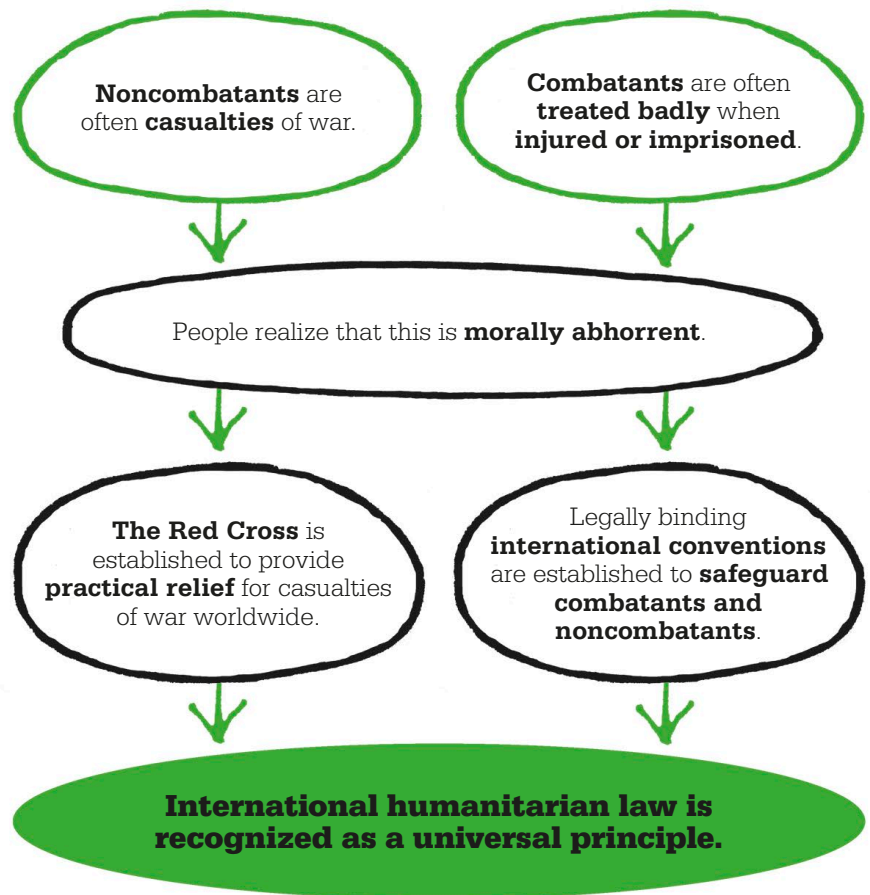 Noncombatants are
often casualties of war.
Combatants are often
treated badly when
injured or imprisoned.
People realize that this is morally abhorrent.
The Red Cross is
established to provide
practical relief for casualties
of war worldwide.
Legally binding
international conventions
are established to safeguard
combatants and
noncombatants.
International humanitarian law is
recognized as a universal principle.